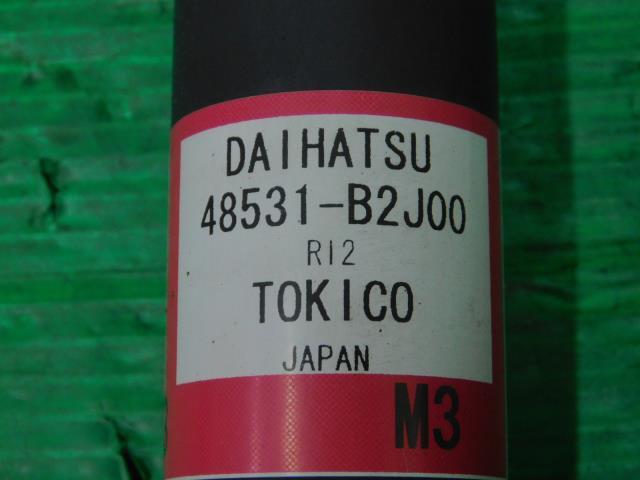 DAIHATSU
48531-B2J00
R12
TOKICO
JAPAN
M3